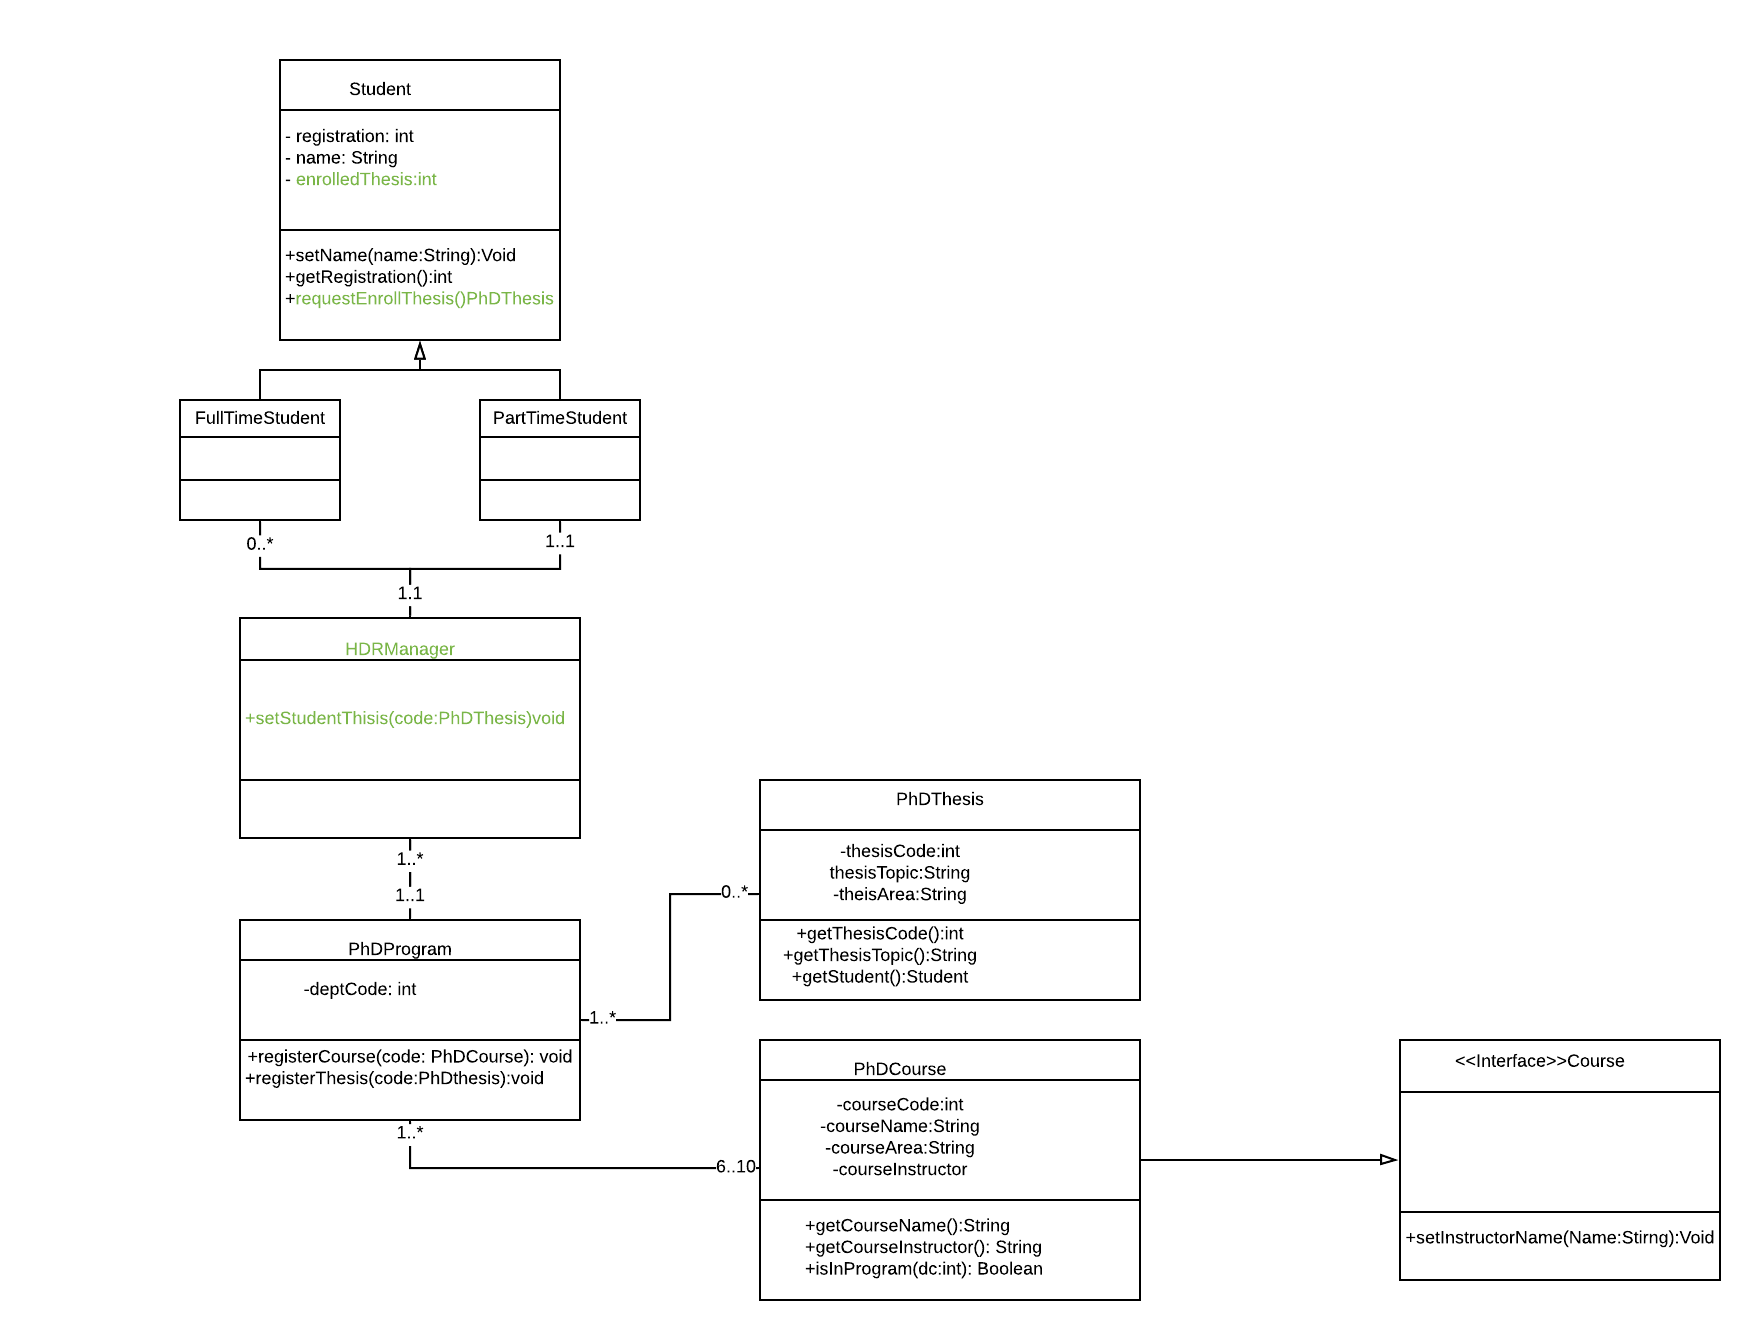 Student
- registration: int
- name: String
- enrolledThesis:int
+setName(name:String):Void
+getRegistration():int
+requestEnrollThesis()PhDThesis
FullTimeStudent
PartTimeStudent
0..*
1..1
1.1
HDRManager
+setStudentThisis(code:PhDThesis)void
1..*
1..1
PhDProgram
-deptCode: int
+registerCourse(code: PhDCourse): void
+registerThesis(code:PhDthesis):void
1..*
0..*
PhDThesis
-thesisCode:int
thesisTopic:String
-theisArea:String
+getThesisCode():int
+getThesisTopic():String
+getStudent():Student
1..*
6..10
PhDCourse
-courseCode:int
-courseName:String
-courseArea:String
-courseInstructor
+getCourseName():String
+getCourseInstructor(): String
+isInProgram(dc:int): Boolean
<<Interface>>Course
+setInstructorName(Name:Stirng):Void